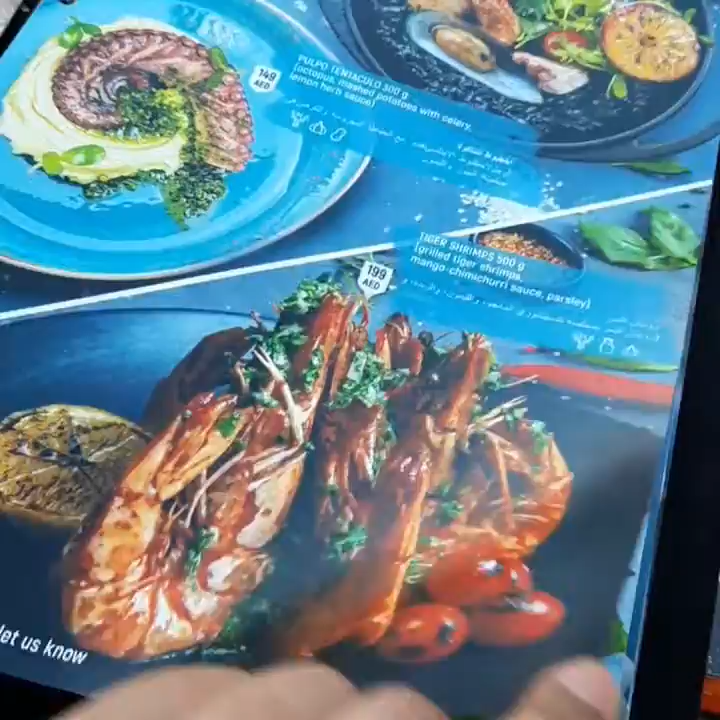 149
AED
PULPO TENTACULO 300 g
(octopus, mashed potatoes with celery,
lemon herb sauce)
199
AED
TIGER SHRIMPS 500 g
(grilled tiger shrimps,
mango-chimichurri sauce, parsley)
let us know